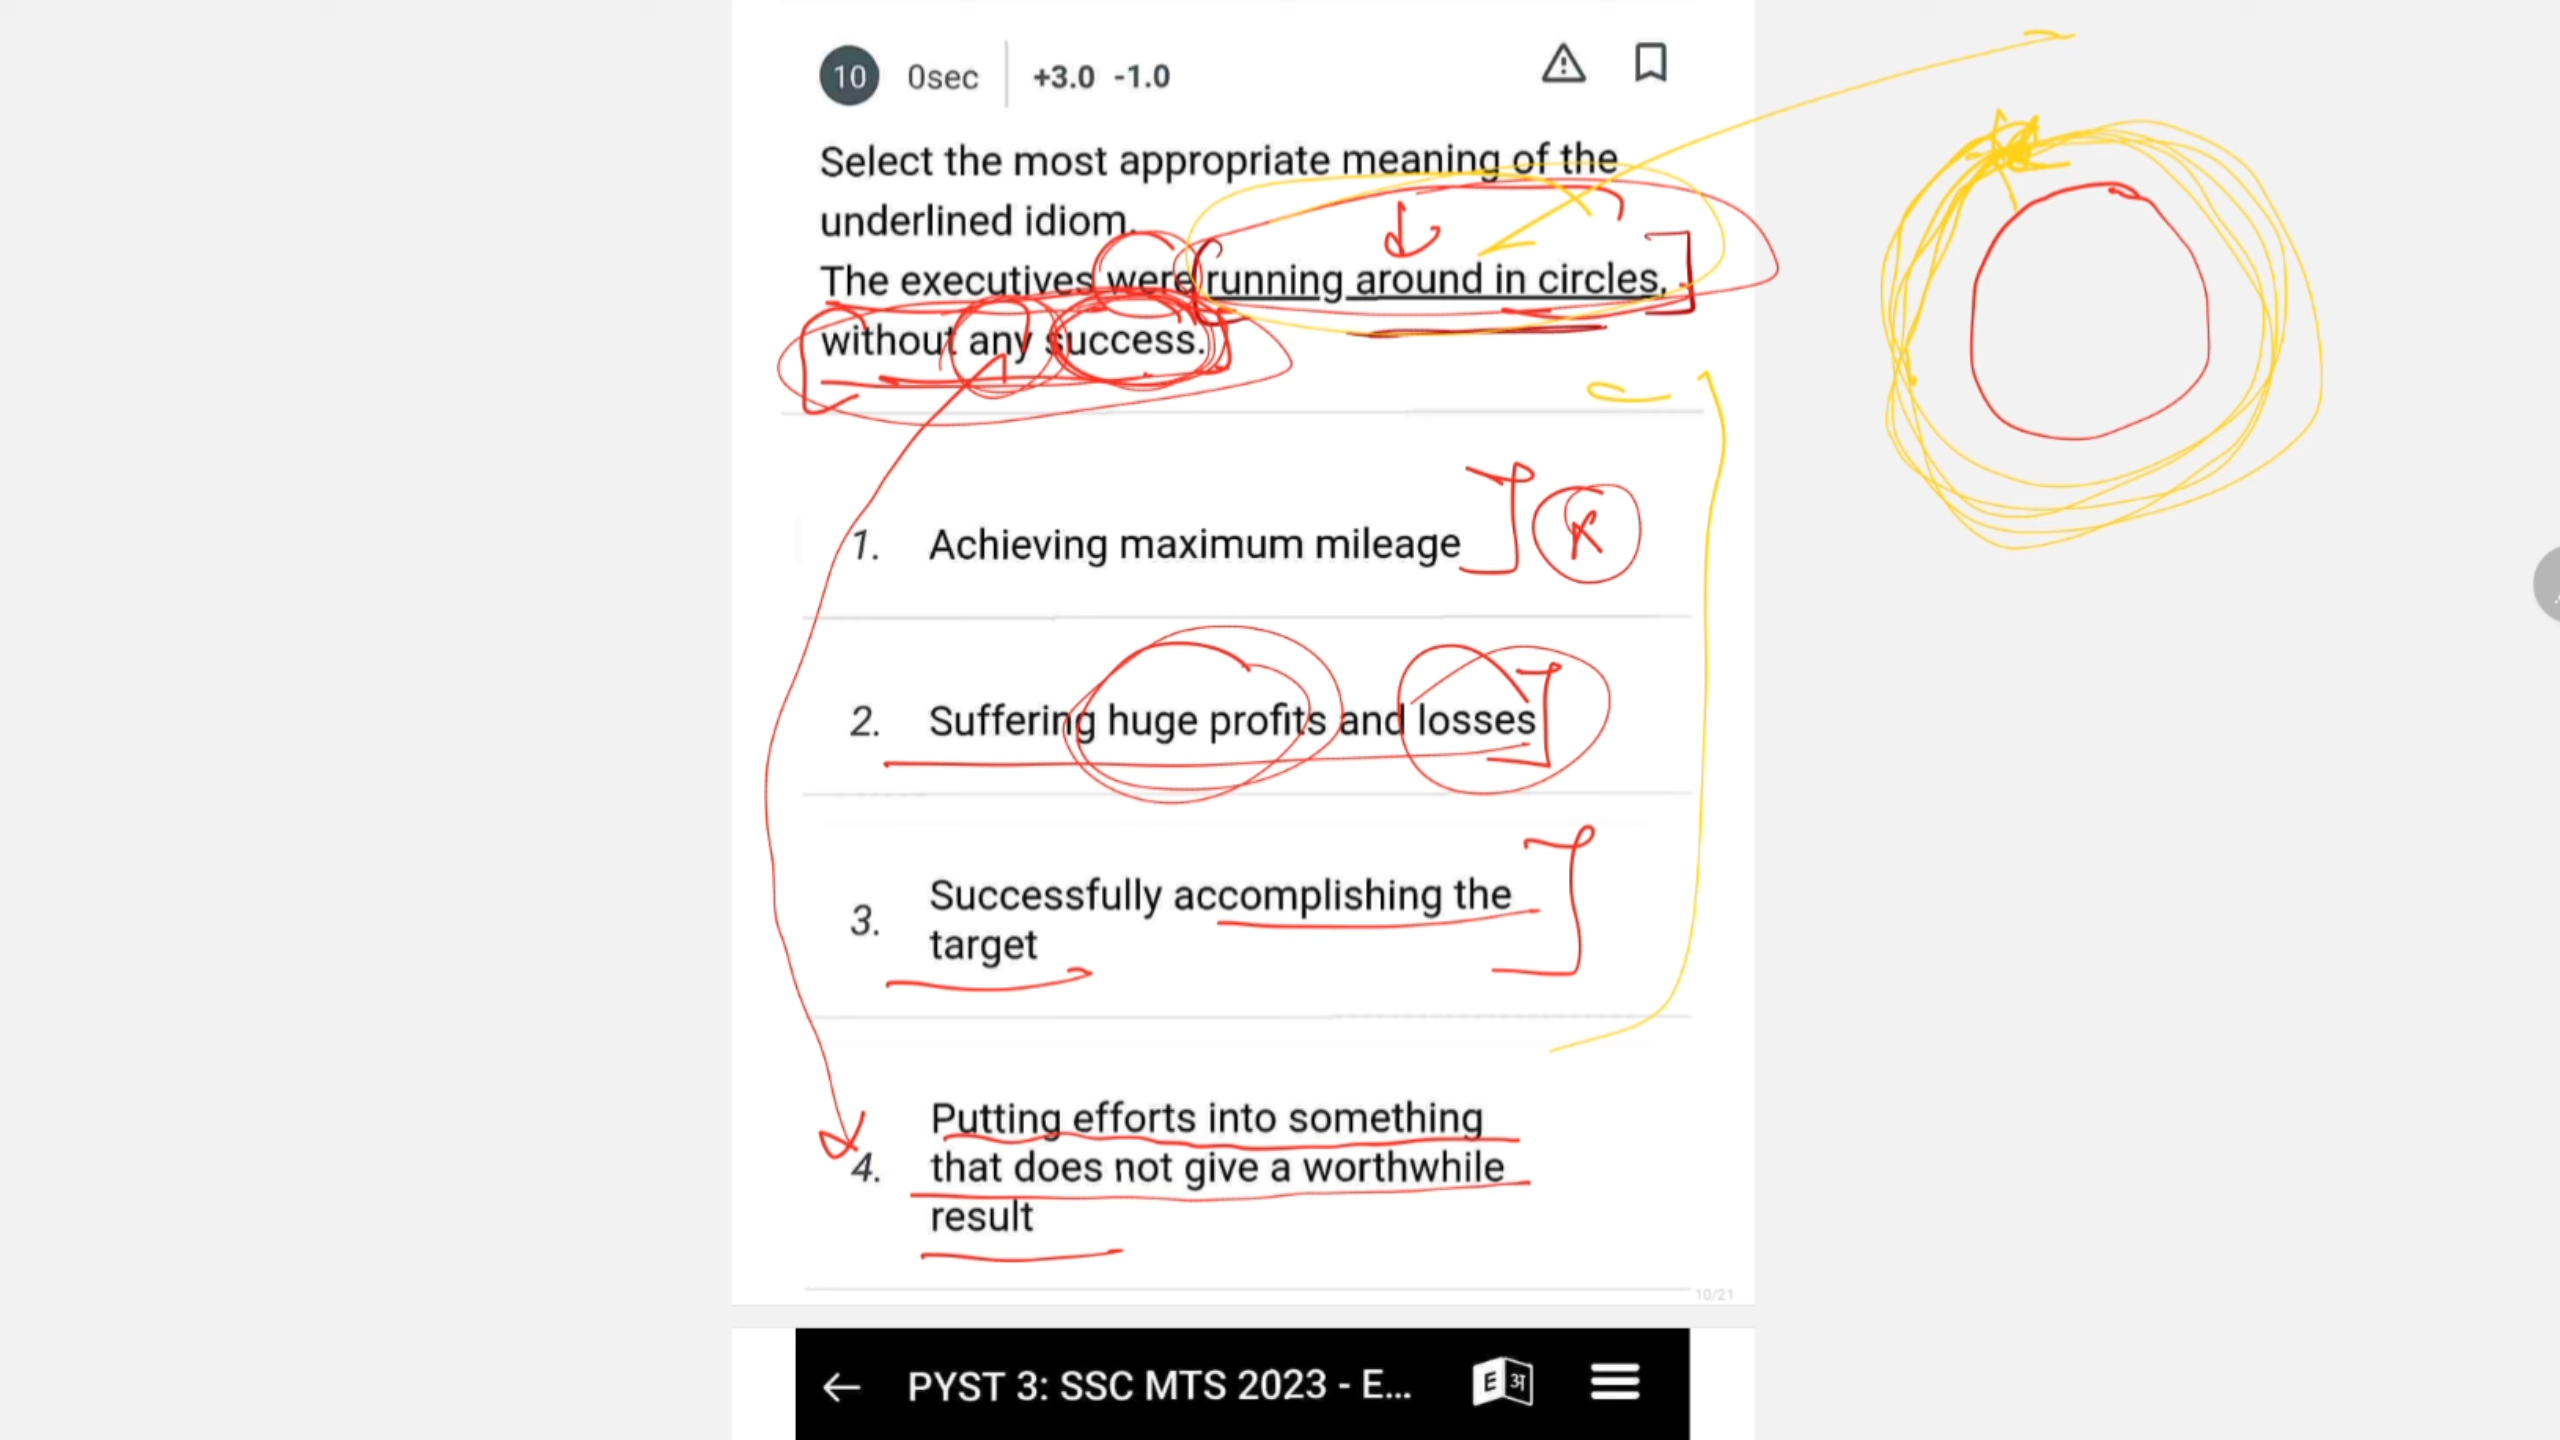 10 0sec +3.0 -1.0
Select the most appropriate meaning of the
underlined idiom.
The executives were running around in circles,
without any success.
1. Achieving maximum mileage
2. Suffering huge profits and losses
3. Successfully accomplishing the
target
4. Putting efforts into something
that does not give a worthwhile
result
10/21
PYST 3: SSC MTS 2023 - E... E अ